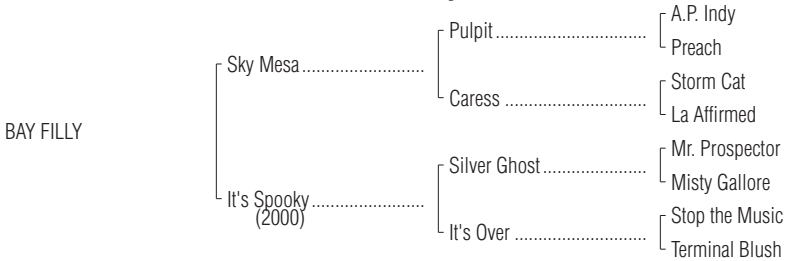 A.P. Indy
Pulpit
Preach
Sky Mesa
Storm Cat
Caress
La Affirmed
BAY FILLY
Mr. Prospector
Silver Ghost
Misty Gallore
It's Spooky
(2000)
Stop the Music
It's Over
Terminal Blush